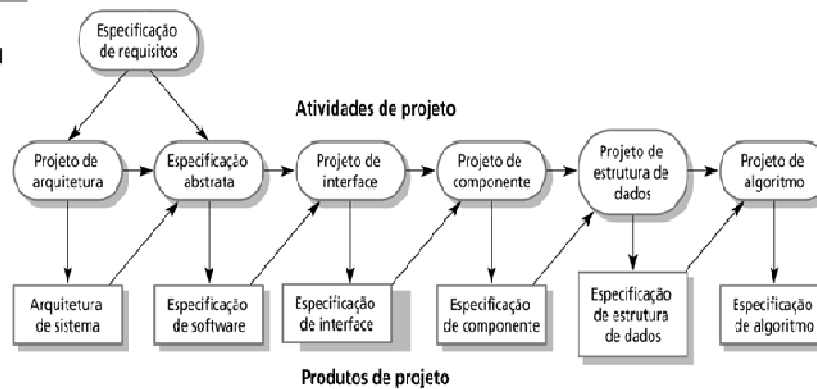 Especificação
de requisitos
Atividades de projeto
Projeto de
arquitetura
Especificação
abstrata
Projeto de
interface
Projeto de
componente
Projeto de
estrutura de
dados
Projeto de
algoritmo
Arquitetura
de sistema
Especificação
de software
Especificação
de interface
Especificação
de componente
Especificação
de estrutura
de dados
Especificação
de algoritmo
Produtos de projeto